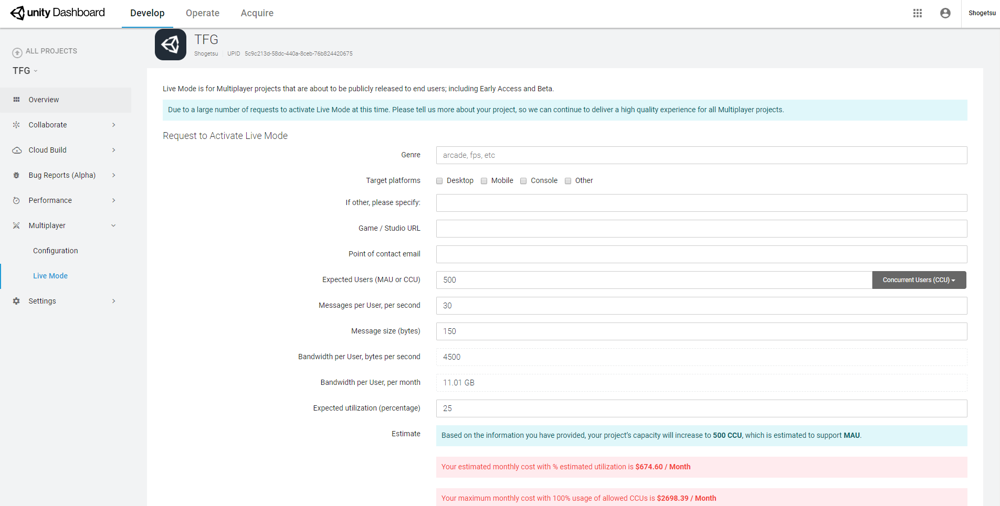 unity Dashboard
Develop
Operate
Acquire
Shogetsu
ALL PROJECTS
TFG
Overview
Collaborate
Cloud Build
Bug Reports (Alpha)
Performance
Multiplayer
Configuration
Live Mode
Settings
TFG
Shogetsu UPID 5c9c213d-58dc-440a-8ceb-76b824420675
Live Mode is for Multiplayer projects that are about to be publicly released to end users; including Early Access and Beta.
Due to a large number of requests to activate Live Mode at this time. Please tell us more about your project, so we can continue to deliver a high quality experience for all Multiplayer projects.
Request to Activate Live Mode
Genre arcade, fps, etc
Target platforms Desktop Mobile Console Other
If other, please specify:
Game / Studio URL
Point of contact email
Expected Users (MAU or CCU) 500 Concurrent Users (CCU)
Messages per User, per second 30
Message size (bytes) 150
Bandwidth per User, bytes per second 4500
Bandwidth per User, per month 11.01 GB
Expected utilization (percentage) 25
Estimate Based on the information you have provided, your project's capacity will increase to 500 CCU, which is estimated to support MAU.
Your estimated monthly cost with % estimated utilization is $674.60 / Month
Your maximum monthly cost with 100% usage of allowed CCUs is $2698.39 / Month